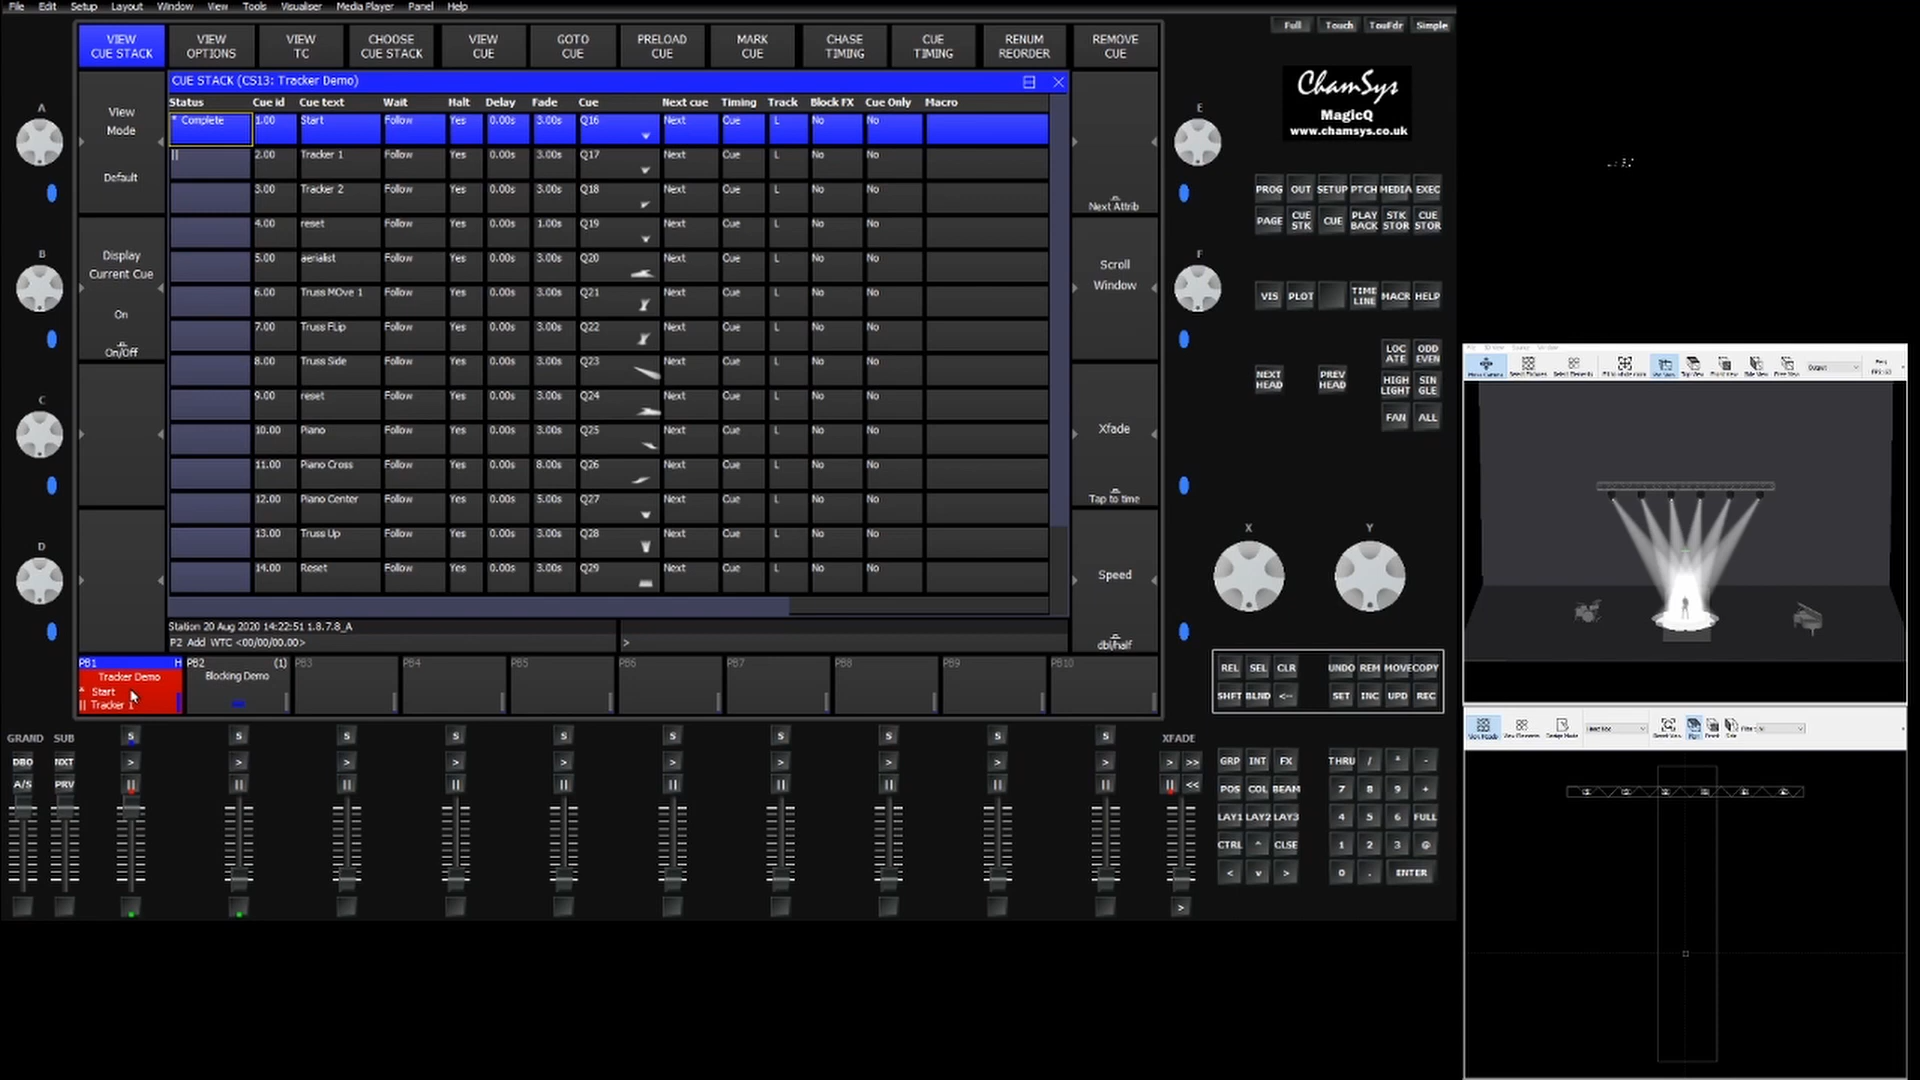 File Edit Setup Layout Window View Tools Visualiser Media Player Panel Help
Full Touch TouFdr Simple
VIEW CUE STACK
VIEW OPTIONS
VIEW TC
CHOOSE CUE STACK
VIEW CUE
GOTO CUE
PRELOAD CUE
MARK CUE
CHASE TIMING
CUE TIMING
RENUM REORDER
REMOVE CUE
CUE STACK (CS13: Tracker Demo)
Status Cue id Cue text Wait Halt Delay Fade Cue Next cue Timing Track Block FX Cue Only Macro
* Complete 1.00 Start Follow Yes 0.00s 3.00s Q16 Next Cue L No No
|| 2.00 Tracker 1 Follow Yes 0.00s 3.00s Q17 Next Cue L No No
3.00 Tracker 2 Follow Yes 0.00s 3.00s Q18 Next Cue L No No
4.00 reset Follow Yes 0.00s 1.00s Q19 Next Cue L No No
5.00 aerialist Follow Yes 0.00s 3.00s Q20 Next Cue L No No
6.00 Truss MOve 1 Follow Yes 0.00s 3.00s Q21 Next Cue L No No
7.00 Truss FLip Follow Yes 0.00s 3.00s Q22 Next Cue L No No
8.00 Truss Side Follow Yes 0.00s 3.00s Q23 Next Cue L No No
9.00 reset Follow Yes 0.00s 3.00s Q24 Next Cue L No No
10.00 Piano Follow Yes 0.00s 3.00s Q25 Next Cue L No No
11.00 Piano Cross Follow Yes 0.00s 8.00s Q26 Next Cue L No No
12.00 Piano Center Follow Yes 0.00s 5.00s Q27 Next Cue L No No
13.00 Truss Up Follow Yes 0.00s 3.00s Q28 Next Cue L No No
14.00 Reset Follow Yes 0.00s 3.00s Q29 Next Cue L No No
A
View Mode
Default
B
Display Current Cue
On
On/Off
C
D
E
Next Attrib
F
Scroll Window
Xfade
Tap to time
Speed
dbl/half
Station 20 Aug 2020 14:22:51 1.8.7.8_A
P2 Add WTC <00/00/00.00> >
PB1 H PB2 (1) PB3 PB4 PB5 PB6 PB7 PB8 PB9 PB10
Tracker Demo Blocking Demo
* Start
|| Tracker 1
ChamSys
MagicQ
www.chamsys.co.uk
PROG OUT SETUP PTCH MEDIA EXEC
PAGE CUE STK CUE PLAY BACK STK STOR CUE STOR
VIS PLOT TIME LINE MACR HELP
LOC ATE ODD EVEN
NEXT HEAD PREV HEAD HIGH LIGHT SIN GLE
FAN ALL
X Y
REL SEL CLR UNDO REM MOVE COPY
SHFT BLND <-- SET INC UPD REC
GRAND SUB S S S S S S S S S S XFADE
DBO NXT > > > > > > > > > > > >>
A/S PRV || || || || || || || || || || || <<
>
GRP INT FX THRU / * -
POS COL BEAM 7 8 9 +
LAY1 LAY2 LAY3 4 5 6 FULL
CTRL ^ CLSE 1 2 3 @
< v > 0 . ENTER
Output